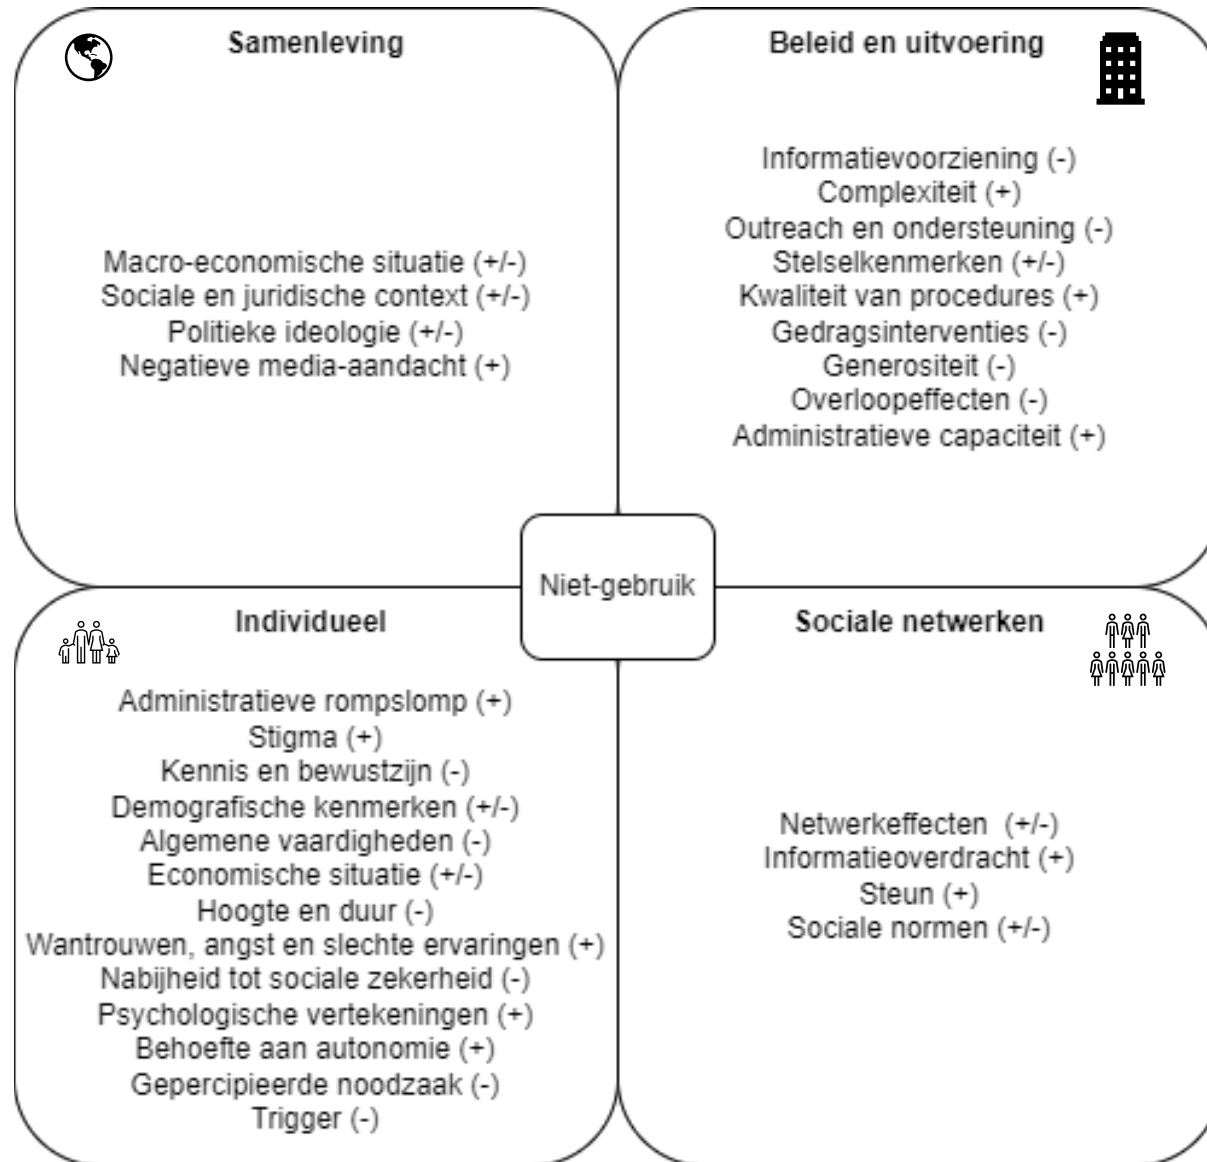 Samenleving
Macro-economische situatie (+/-)
Sociale en juridische context (+/-)
Politieke ideologie (+/-)
Negatieve media-aandacht (+)
Beleid en uitvoering
Informatievoorziening (-)
Complexiteit (+)
Outreach en ondersteuning (-)
Stelselkenmerken (+/-)
Kwaliteit van procedures (+)
Gedragsinterventies (-)
Generositeit (-)
Overloopeffecten (-)
Administratieve capaciteit (+)
Niet-gebruik
Individueel
Administratieve rompslomp (+)
Stigma (+)
Kennis en bewustzijn (-)
Demografische kenmerken (+/-)
Algemene vaardigheden (-)
Economische situatie (+/-)
Hoogte en duur (-)
Wantrouwen, angst en slechte ervaringen (+)
Nabijheid tot sociale zekerheid (-)
Psychologische vertekeningen (+)
Behoefte aan autonomie (+)
Gepercipieerde noodzaak (-)
Trigger (-)
Sociale netwerken
Netwerkeffecten (+/-)
Informatieoverdracht (+)
Steun (+)
Sociale normen (+/-)